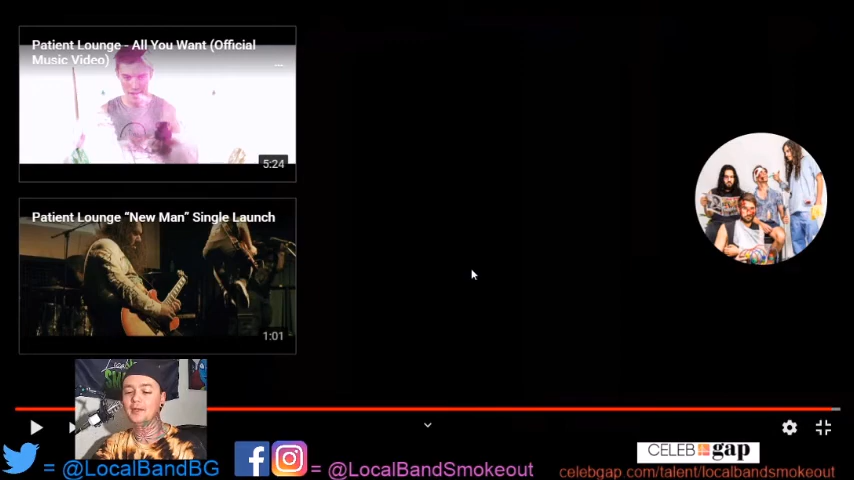 Patient Lounge - All You Want (Official
Music Video)
5:24
Patient Lounge “New Man” Single Launch
1:01
= @LocalBandBG
= @LocalBandSmokeout
CELEB gap
celebgap.com/talent/localbandsmokeout